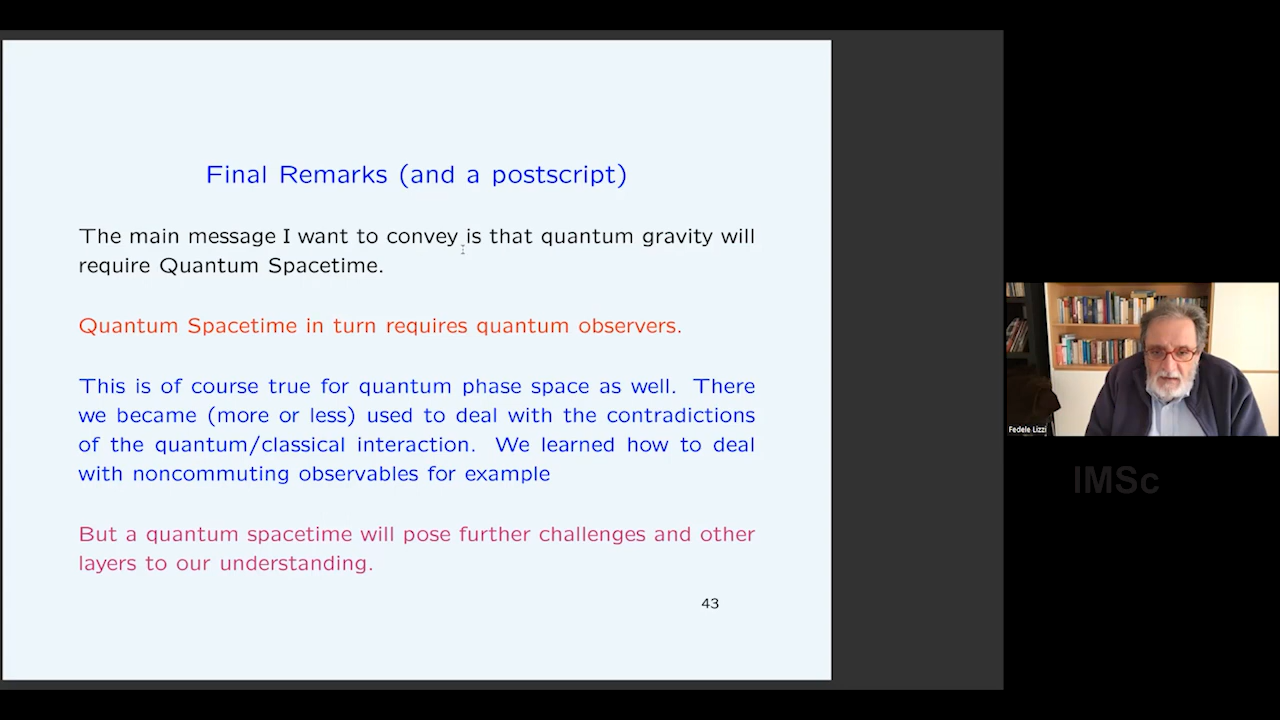 Final Remarks (and a postscript)
The main message I want to convey is that quantum gravity will
require Quantum Spacetime.
Quantum Spacetime in turn requires quantum observers.
This is of course true for quantum phase space as well. There
we became (more or less) used to deal with the contradictions
of the quantum/classical interaction. We learned how to deal
with noncommuting observables for example
But a quantum spacetime will pose further challenges and other
layers to our understanding.
43
Fedele Lizzi
IMSc